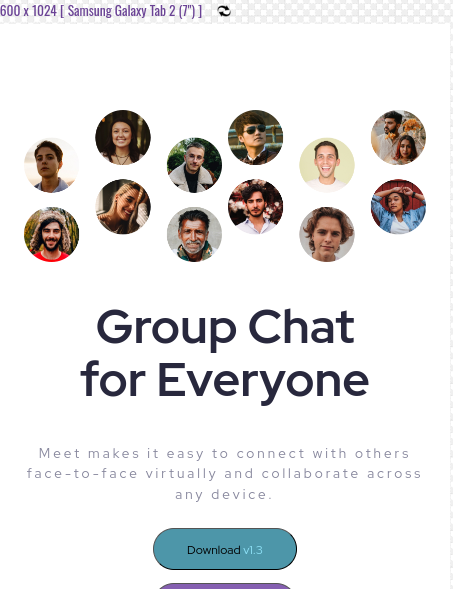 600 x 1024 [ Samsung Galaxy Tab 2 (7") ]
Group Chat
for Everyone
Meet makes it easy to connect with others
face-to-face virtually and collaborate across
any device.
Download v1.3